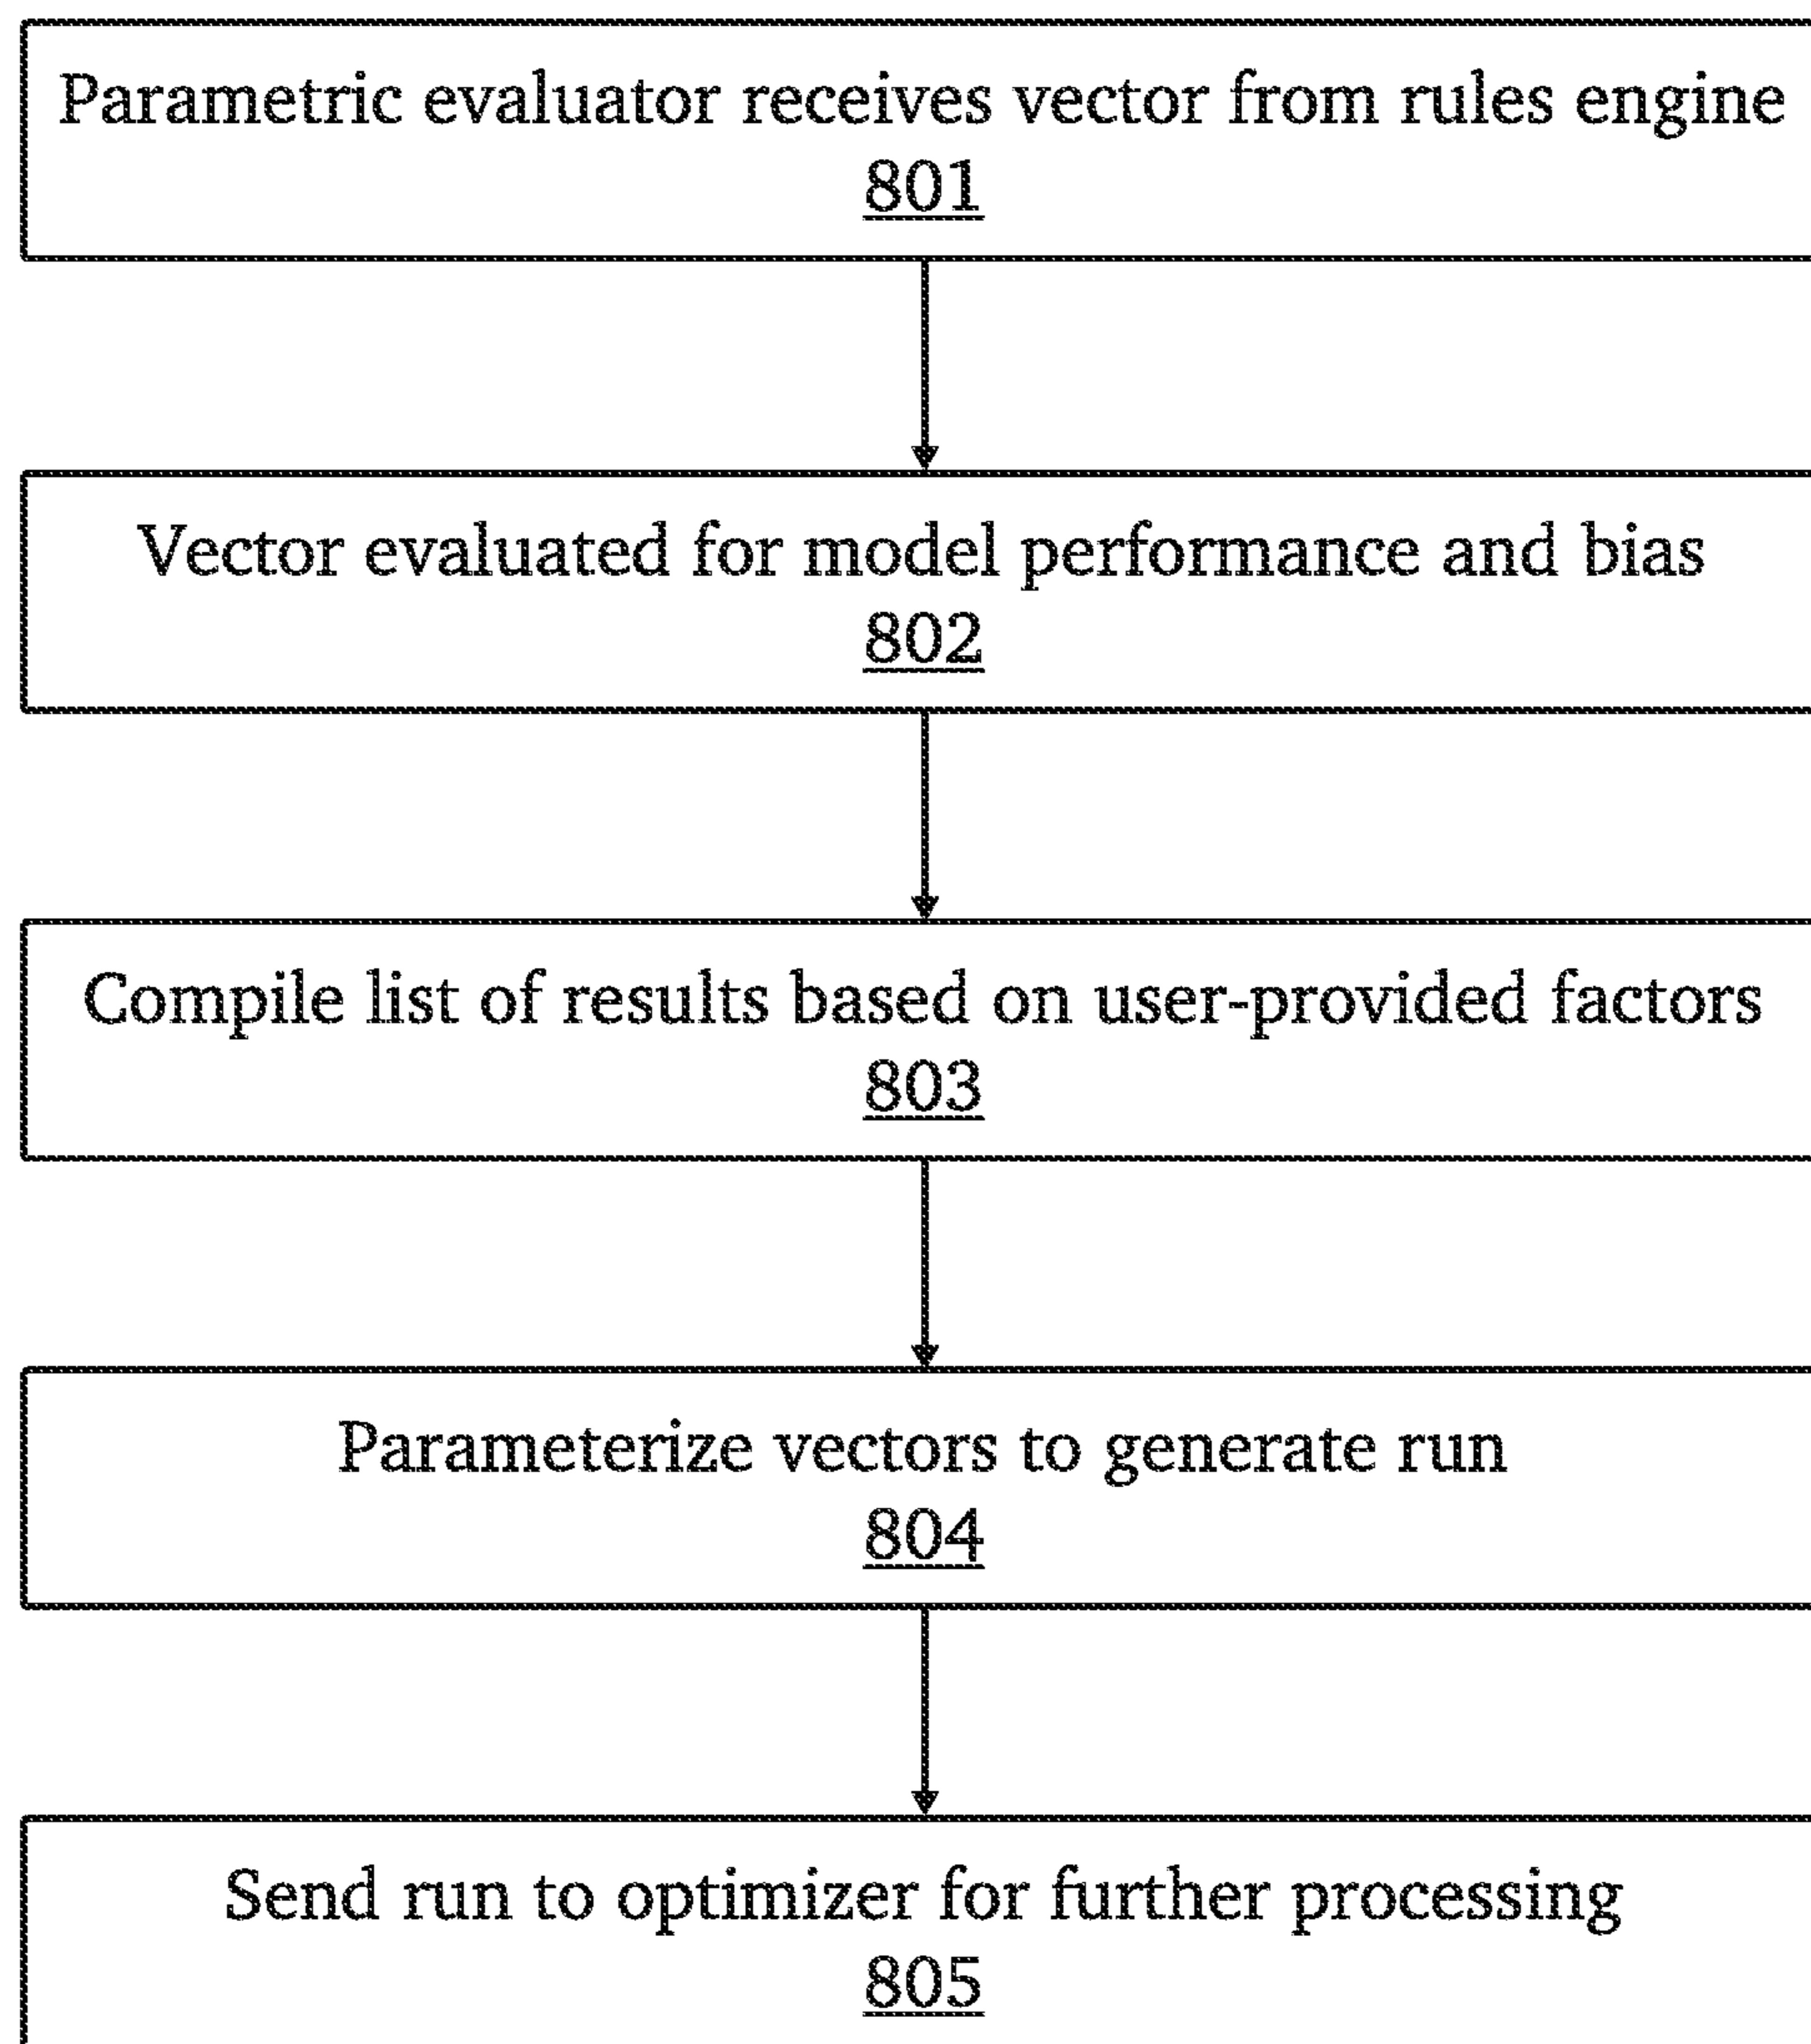 Parametric evaluator receives vector from rules engine
801
Vector evaluated for model performance and bias
802
Compile list of results based on user-provided factors
803
Parameterize vectors to generate run
804
Send run to optimizer for further processing
805